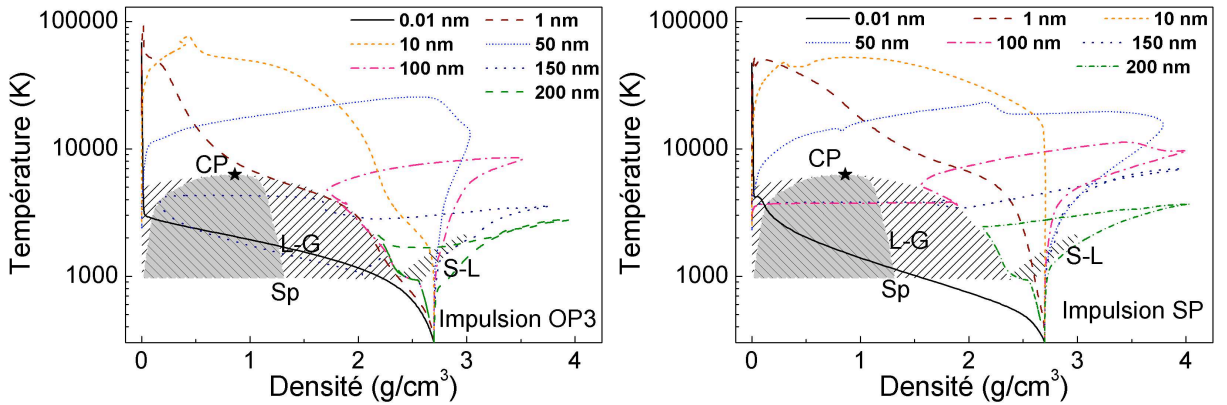 100000
10000
1000
Température (K)
0.01 nm 1 nm
10 nm 50 nm
100 nm 150 nm
200 nm
CP
L-G
S-L
Sp
Impulsion OP3
0 1 2 3 4
Densité (g/cm³)
100000
10000
1000
Température (K)
0.01 nm 1 nm 10 nm
50 nm 100 nm 150 nm
200 nm
CP
L-G
S-L
Sp
Impulsion SP
0 1 2 3 4
Densité (g/cm³)